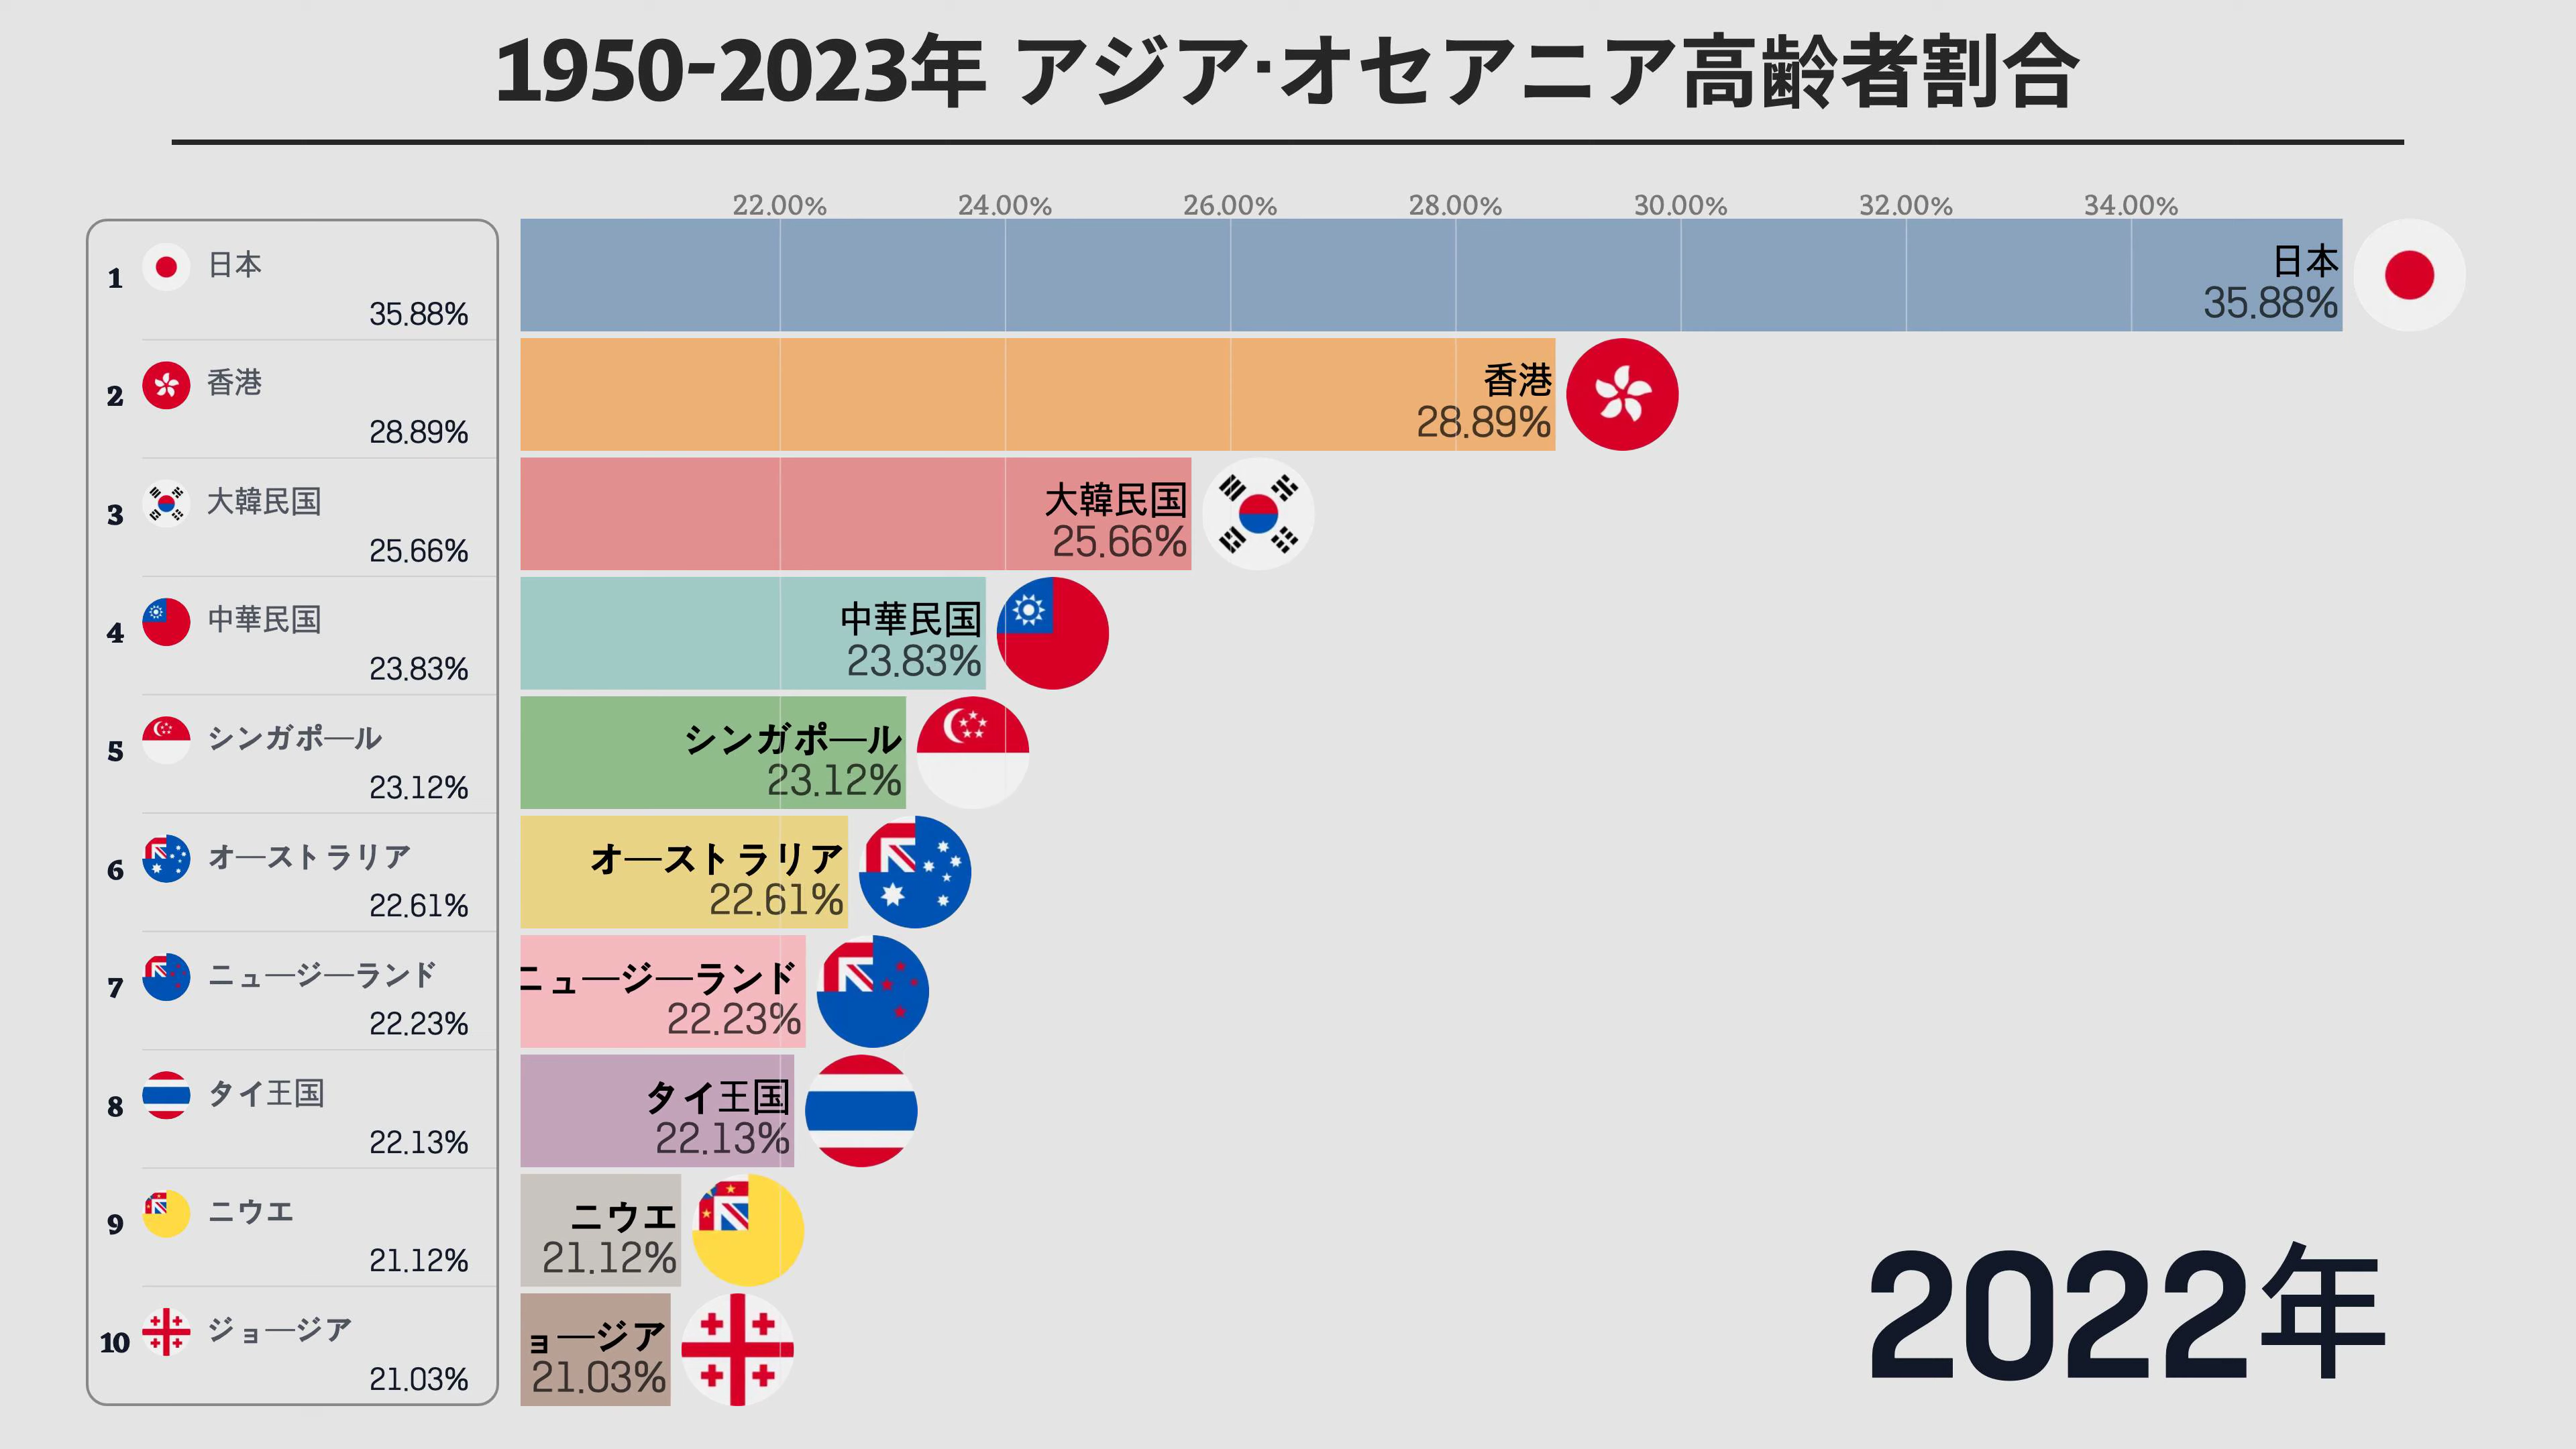 1950-2023年 アジア·オセアニア高齢者割合
22.00% 24.00% 26.00% 28.00% 30.00% 32.00% 34.00%
1 日本
35.88%
2 香港
28.89%
3 大韓民国
25.66%
4 中華民国
23.83%
5 シンガポール
23.12%
6 オーストラリア
22.61%
7 ニュージーランド
22.23%
8 タイ王国
22.13%
9 ニウエ
21.12%
10 ジョージア
21.03%
日本
35.88%
香港
28.89%
大韓民国
25.66%
中華民国
23.83%
シンガポール
23.12%
オーストラリア
22.61%
ニュージーランド
22.23%
タイ王国
22.13%
ニウエ
21.12%
ョージア
21.03%
2022年